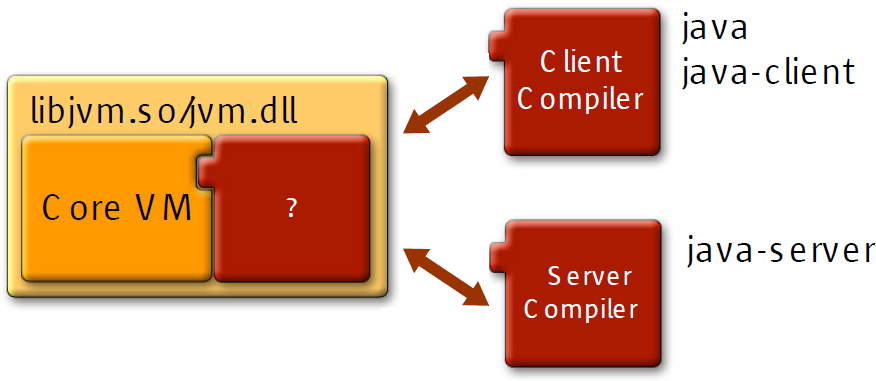 libjvm.so/jvm.dll
Core VM
?
Client
Compiler
java
java-client
Server
Compiler
java-server